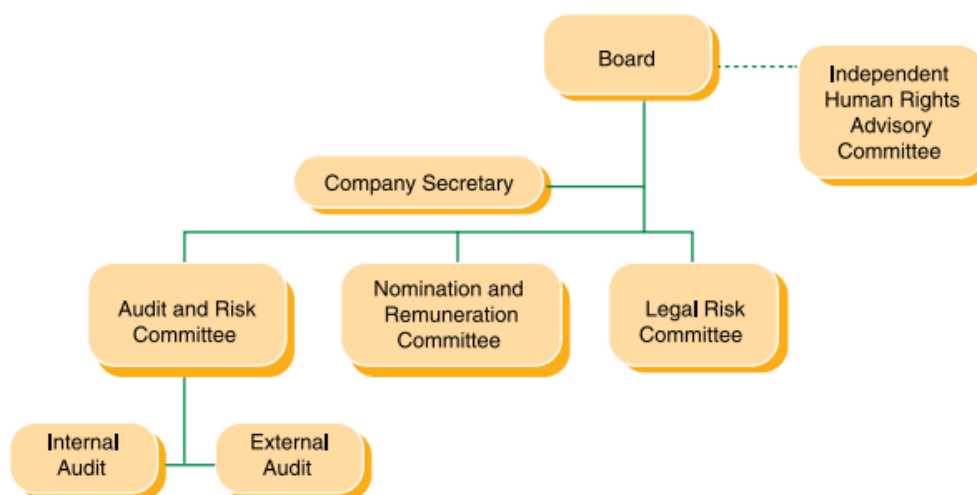 Board
Independent
Human Rights
Advisory
Committee
Company Secretary
Audit and Risk
Committee
Nomination and
Remuneration
Committee
Legal Risk
Committee
Internal
Audit
External
Audit